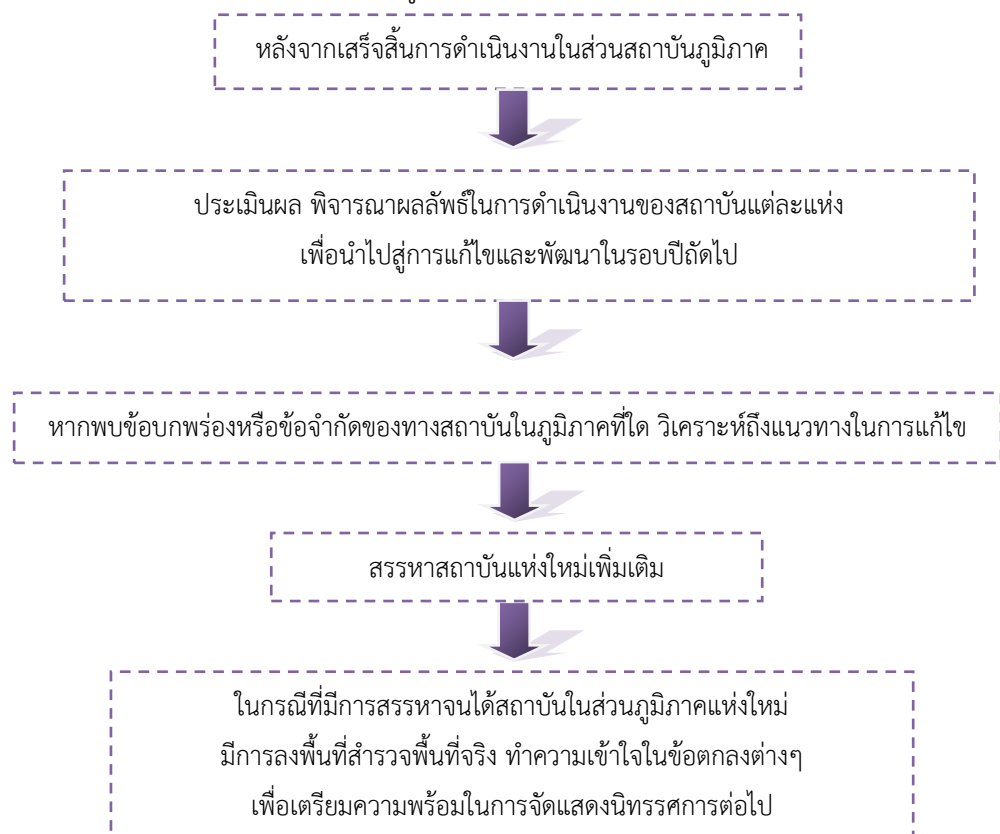 หลังจากเสร็จสิ้นการดำเนินงานในส่วนสถาบันภูมิภาค
ประเมินผล พิจารณาผลลัพธ์ในการดำเนินงานของสถาบันแต่ละแห่ง
เพื่อนำไปสู่การแก้ไขและพัฒนาในรอบปีถัดไป
หากพบข้อบกพร่องหรือข้อจำกัดของทางสถาบันในภูมิภาคที่ใด วิเคราะห์ถึงแนวทางในการแก้ไข
สรรหาสถาบันแห่งใหม่เพิ่มเติม
ในกรณีที่มีการสรรหาจนได้สถาบันในส่วนภูมิภาคแห่งใหม่
มีการลงพื้นที่สำรวจพื้นที่จริง ทำความเข้าใจในข้อตกลงต่างๆ
เพื่อเตรียมความพร้อมในการจัดแสดงนิทรรศการต่อไป